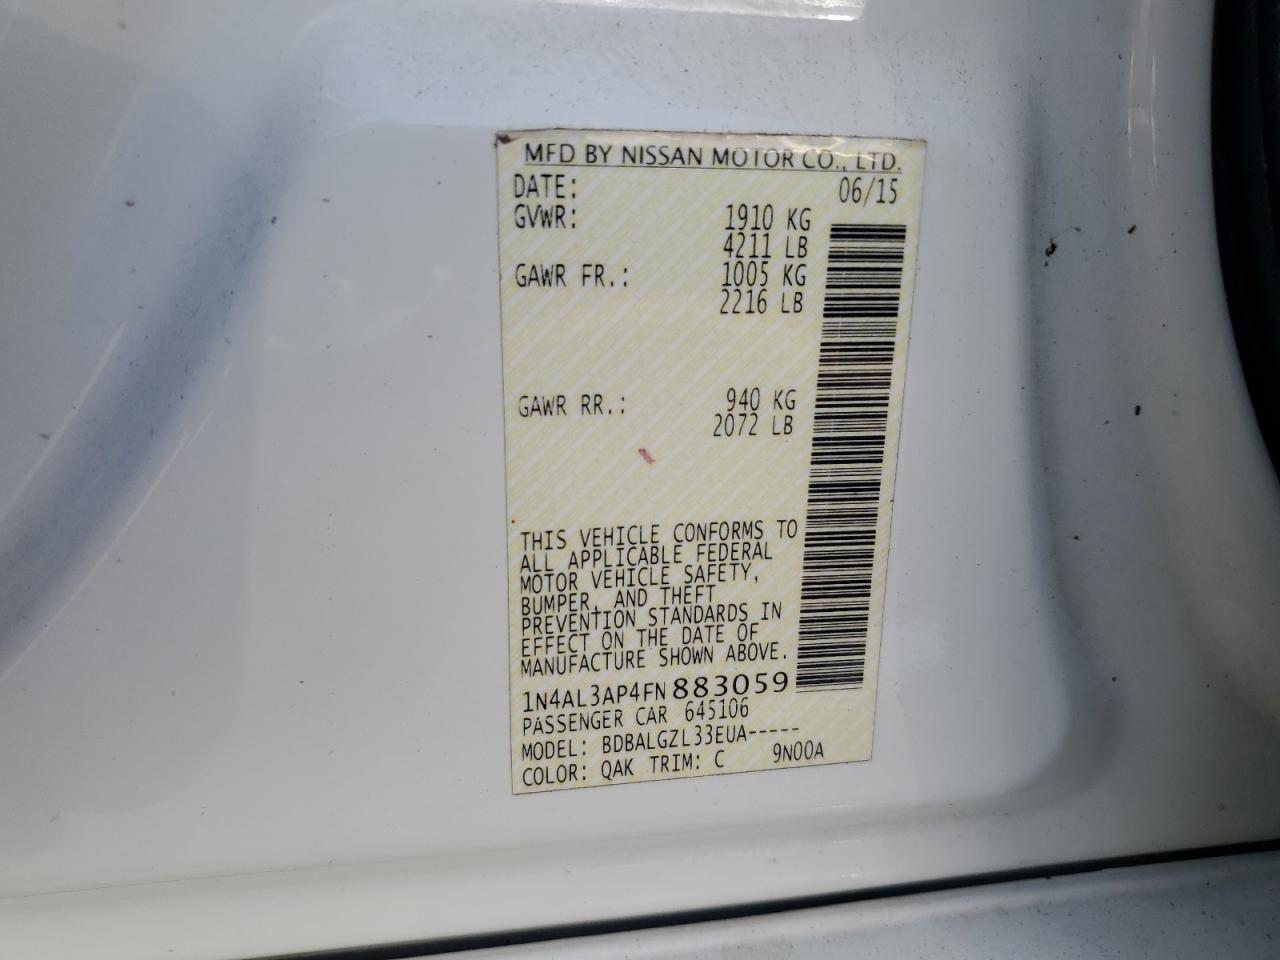 MFD BY NISSAN MOTOR CO., LTD.
DATE: 06/15
GVWR: 1910 KG
4211 LB
GAWR FR.: 1005 KG
2216 LB
GAWR RR.: 940 KG
2072 LB
THIS VEHICLE CONFORMS TO
ALL APPLICABLE FEDERAL
MOTOR VEHICLE SAFETY,
BUMPER, AND THEFT
PREVENTION STANDARDS IN
EFFECT ON THE DATE OF
MANUFACTURE SHOWN ABOVE.
1N4AL3AP4FN883059
PASSENGER CAR 645106
MODEL: BDBALGZL33EUA-----
COLOR: QAK TRIM: C 9N00A